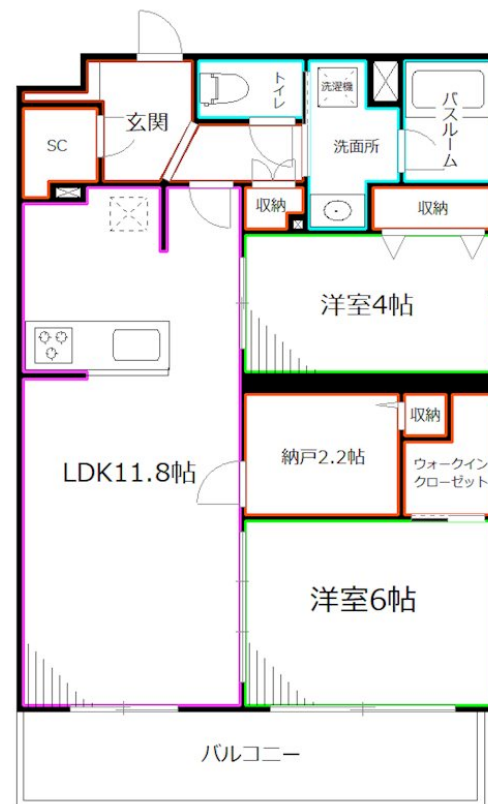 トイレ
洗濯機
玄関
バスルーム
SC
洗面所
収納
収納
洋室4帖
収納
納戸2.2帖
LDK11.8帖
ウォークイン
クローゼット
洋室6帖
バルコニー